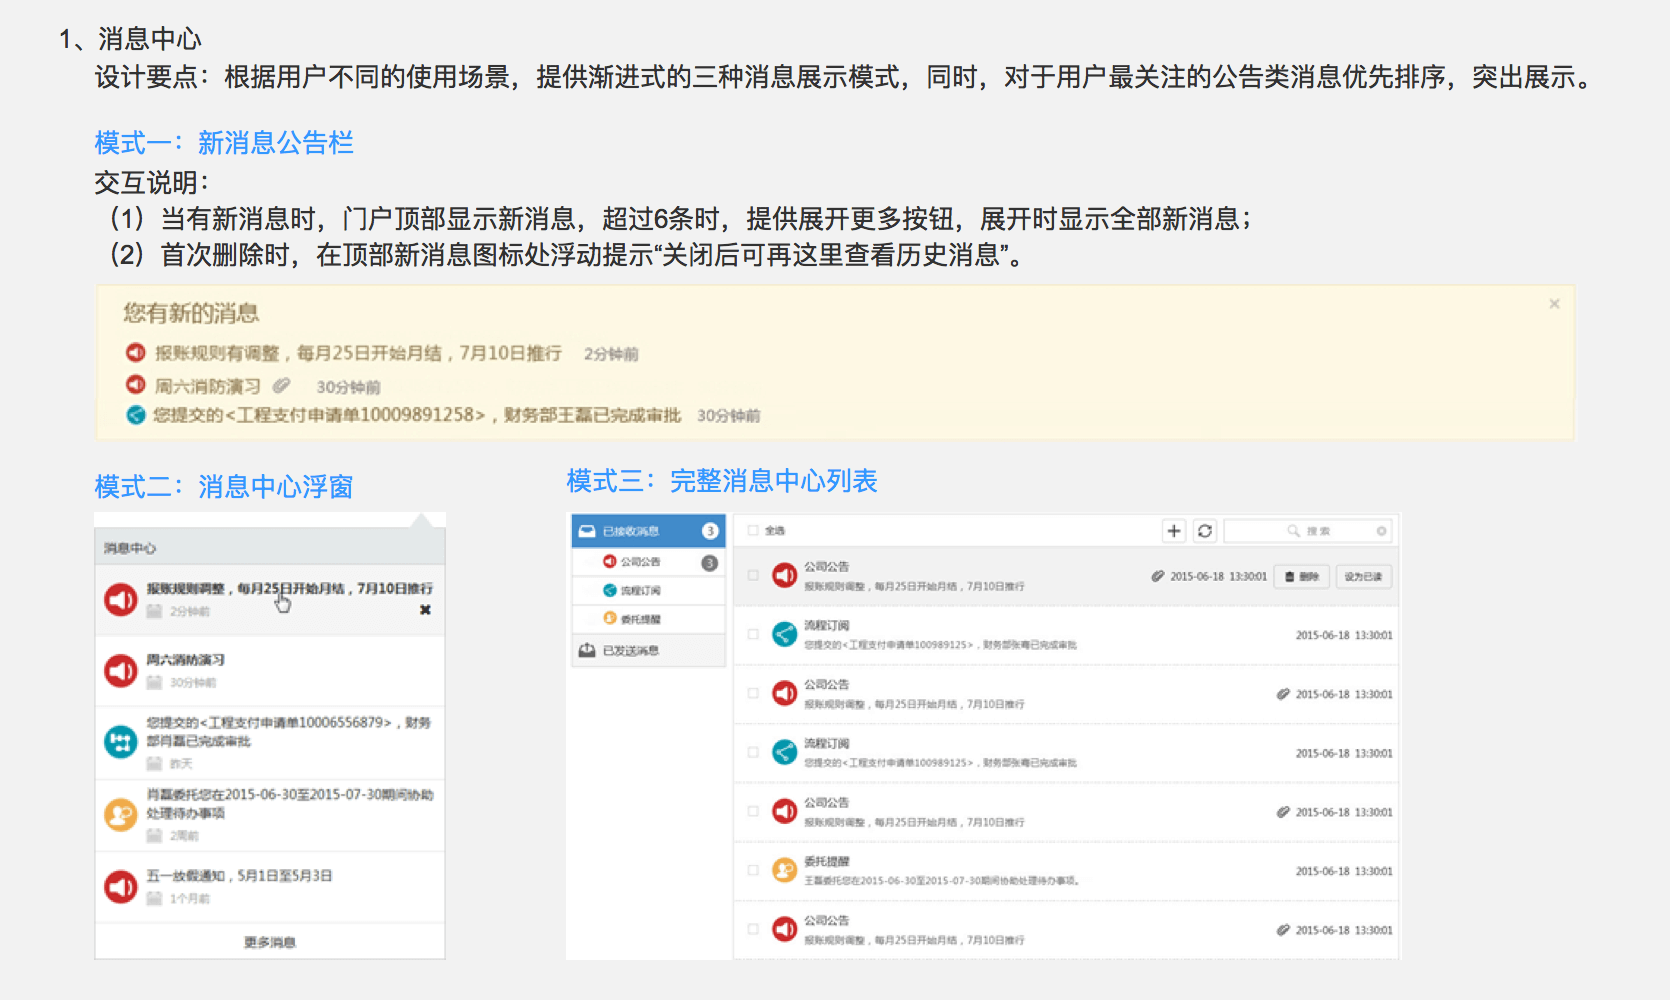 1、消息中心
设计要点：根据用户不同的使用场景，提供渐进式的三种消息展示模式，同时，对于用户最关注的公告类消息优先排序，突出展示。
模式一：新消息公告栏
交互说明：
（1）当有新消息时，门户顶部显示新消息，超过6条时，提供展开更多按钮，展开时显示全部新消息；
（2）首次删除时，在顶部新消息图标处浮动提示“关闭后可再这里查看历史消息”。
您有新的消息
报账规则有调整，每月25日开始月结，7月10日推行 2分钟前
周六消防演习 30分钟前
您提交的<工程支付申请单10009891258>，财务部王磊已完成审批 30分钟前
模式二：消息中心浮窗
消息中心
报账规则调整，每月25日开始月结，7月10日推行
2分钟前
周六消防演习
30分钟前
您提交的<工程支付申请单10006556879>，财务
部肖磊已完成审批
昨天
肖磊委托您在2015-06-30至2015-07-30期间协助
处理待办事项
2周前
五一放假通知，5月1日至5月3日
1个月前
更多消息
模式三：完整消息中心列表
已接收消息 3
公司公告 3
流程订阅
委托提醒
已发送消息
全选 搜索
公司公告
报账规则调整，每月25日开始月结，7月10日推行 2015-06-18 13:30:01 删除 设为已读
流程订阅
您提交的<工程支付申请单100989125>，财务部张骞已完成审批 2015-06-18 13:30:01
公司公告
报账规则调整，每月25日开始月结，7月10日推行 2015-06-18 13:30:01
流程订阅
您提交的<工程支付申请单100989125>，财务部张骞已完成审批 2015-06-18 13:30:01
公司公告
报账规则调整，每月25日开始月结，7月10日推行 2015-06-18 13:30:01
委托提醒
王磊委托您在2015-06-30至2015-07-30期间协助处理待办事项。 2015-06-18 13:30:01
公司公告
报账规则调整，每月25日开始月结，7月10日推行 2015-06-18 13:30:01